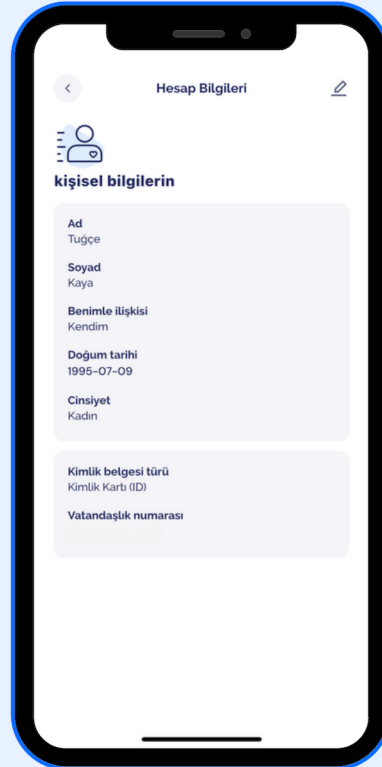 Hesap Bilgileri
kişisel bilgilerin
Ad
Tuğçe
Soyad
Kaya
Benimle ilişkisi
Kendim
Doğum tarihi
1995-07-09
Cinsiyet
Kadın
Kimlik belgesi türü
Kimlik Kartı (ID)
Vatandaşlık numarası